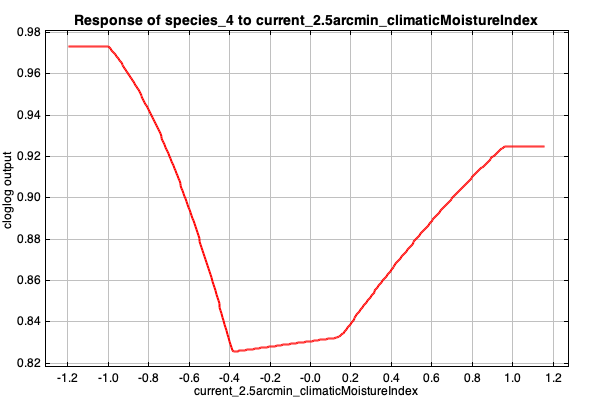 Response of species_4 to current_2.5arcmin_climaticMoistureIndex
0.98
0.96
0.94
0.92
0.90
0.88
0.86
0.84
0.82
cloglog output
-1.2 -1.0 -0.8 -0.6 -0.4 -0.2 -0.0 0.2 0.4 0.6 0.8 1.0 1.2
current_2.5arcmin_climaticMoistureIndex